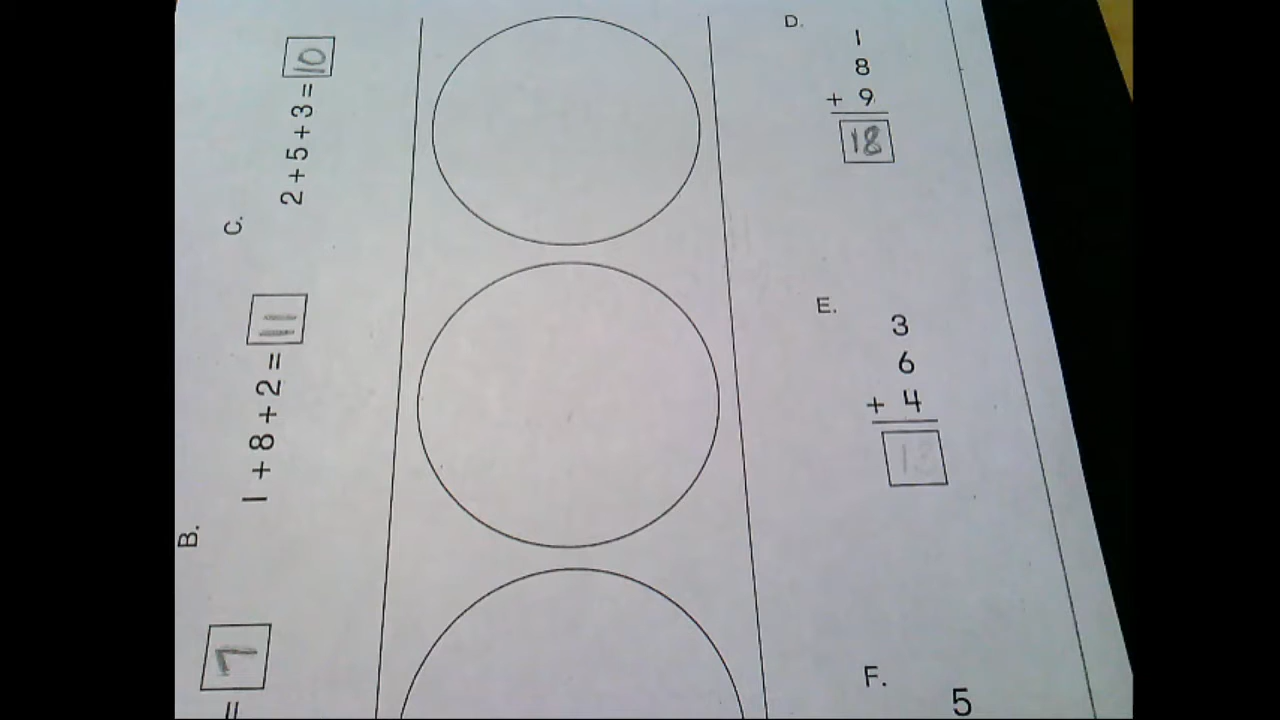 = 7
B.
1 + 8 + 2 = 11
C.
2 + 5 + 3 = 10
D.
1
8
+ 9
18
E.
3
6
+ 4
F.
5